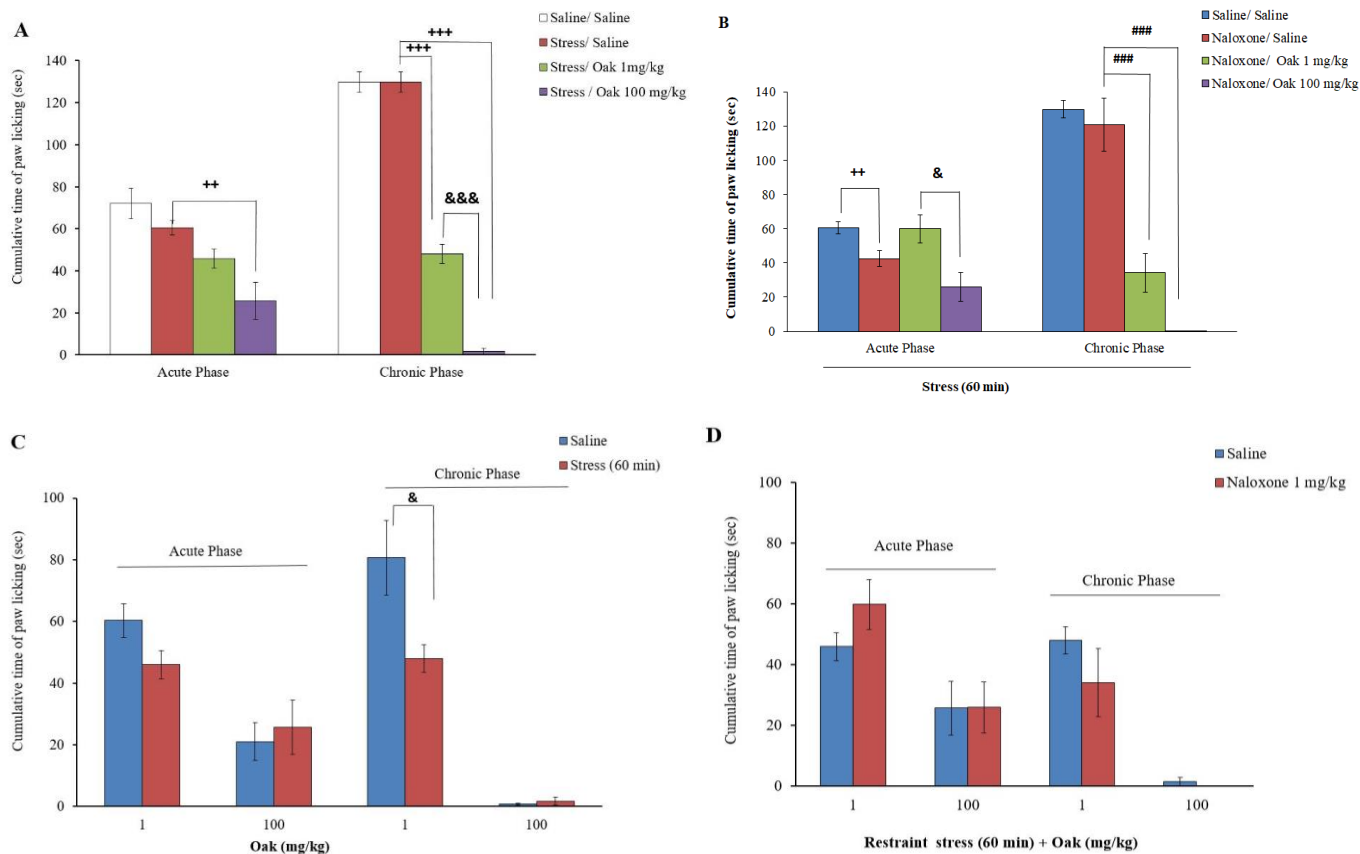 A
Saline/ Saline
Stress/ Saline
Stress/ Oak 1mg/kg
Stress / Oak 100 mg/kg
Cumulative time of paw licking (sec)
140
120
100
80
60
40
20
0
++
+++
+++
&&&
Acute Phase
Chronic Phase
B
Saline/ Saline
Naloxone/ Saline
Naloxone/ Oak 1 mg/kg
Naloxone/ Oak 100 mg/kg
Cumulative time of paw licking (sec)
140
120
100
80
60
40
20
0
++
&
###
###
Acute Phase
Chronic Phase
Stress (60 min)
C
Saline
Stress (60 min)
Cumulative time of paw licking (sec)
100
80
60
40
20
0
Acute Phase
Chronic Phase
&
1
100
1
100
Oak (mg/kg)
D
Saline
Naloxone 1 mg/kg
Cumulative time of paw licking (sec)
100
80
60
40
20
0
Acute Phase
Chronic Phase
1
100
1
100
Restraint stress (60 min) + Oak (mg/kg)